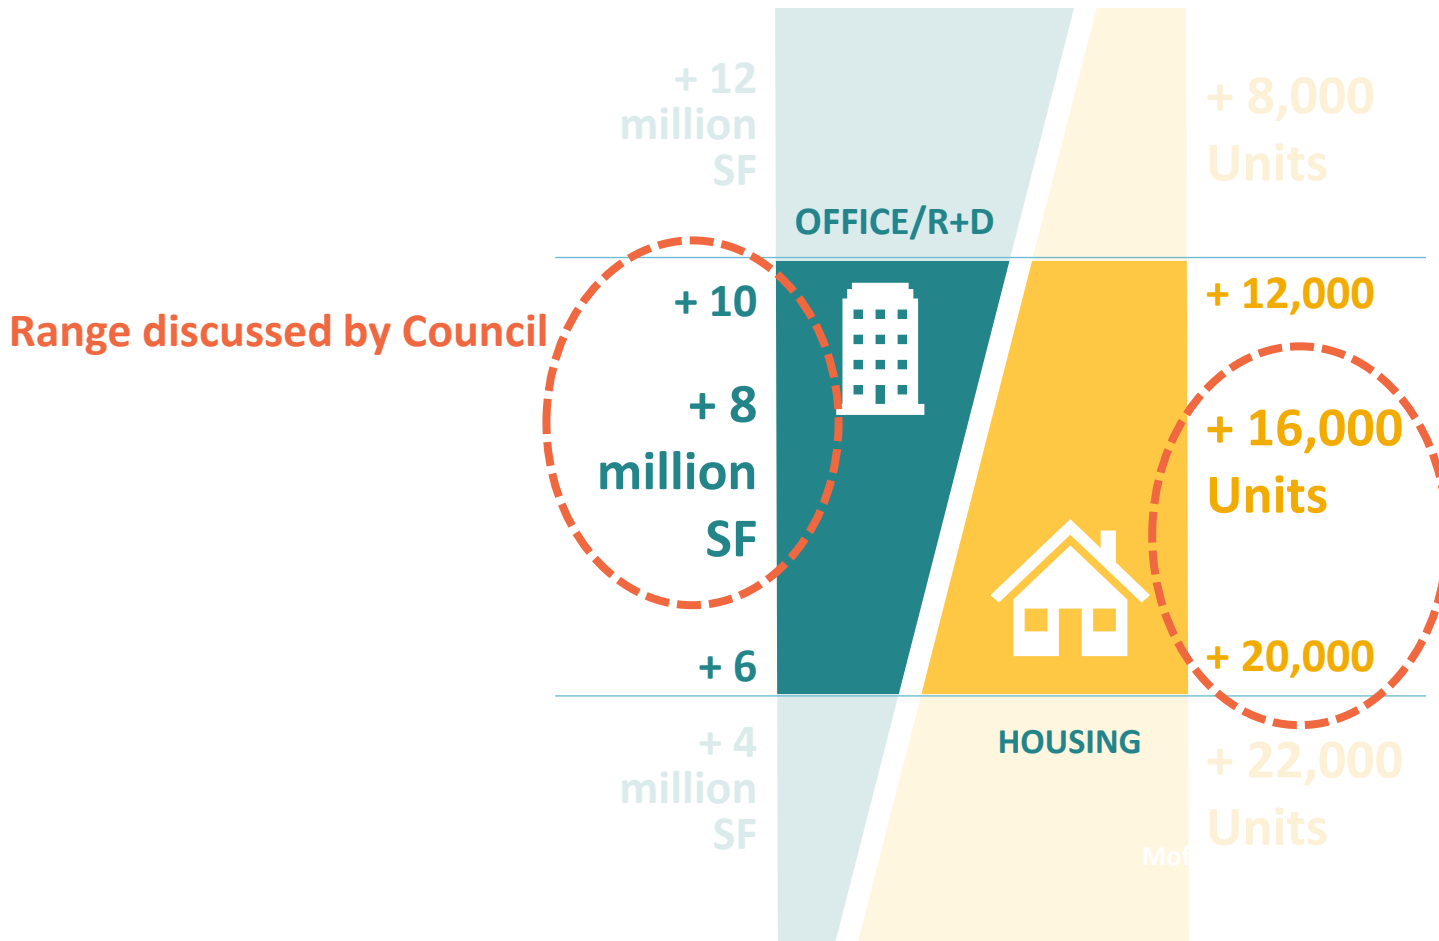 + 12
million
SF
+ 8,000
Units
OFFICE/R+D
Range discussed by Council
+ 10
+ 8
million
SF
+ 6
+ 12,000
+ 16,000
Units
+ 20,000
HOUSING
+ 4
million
SF
+ 22,000
Units